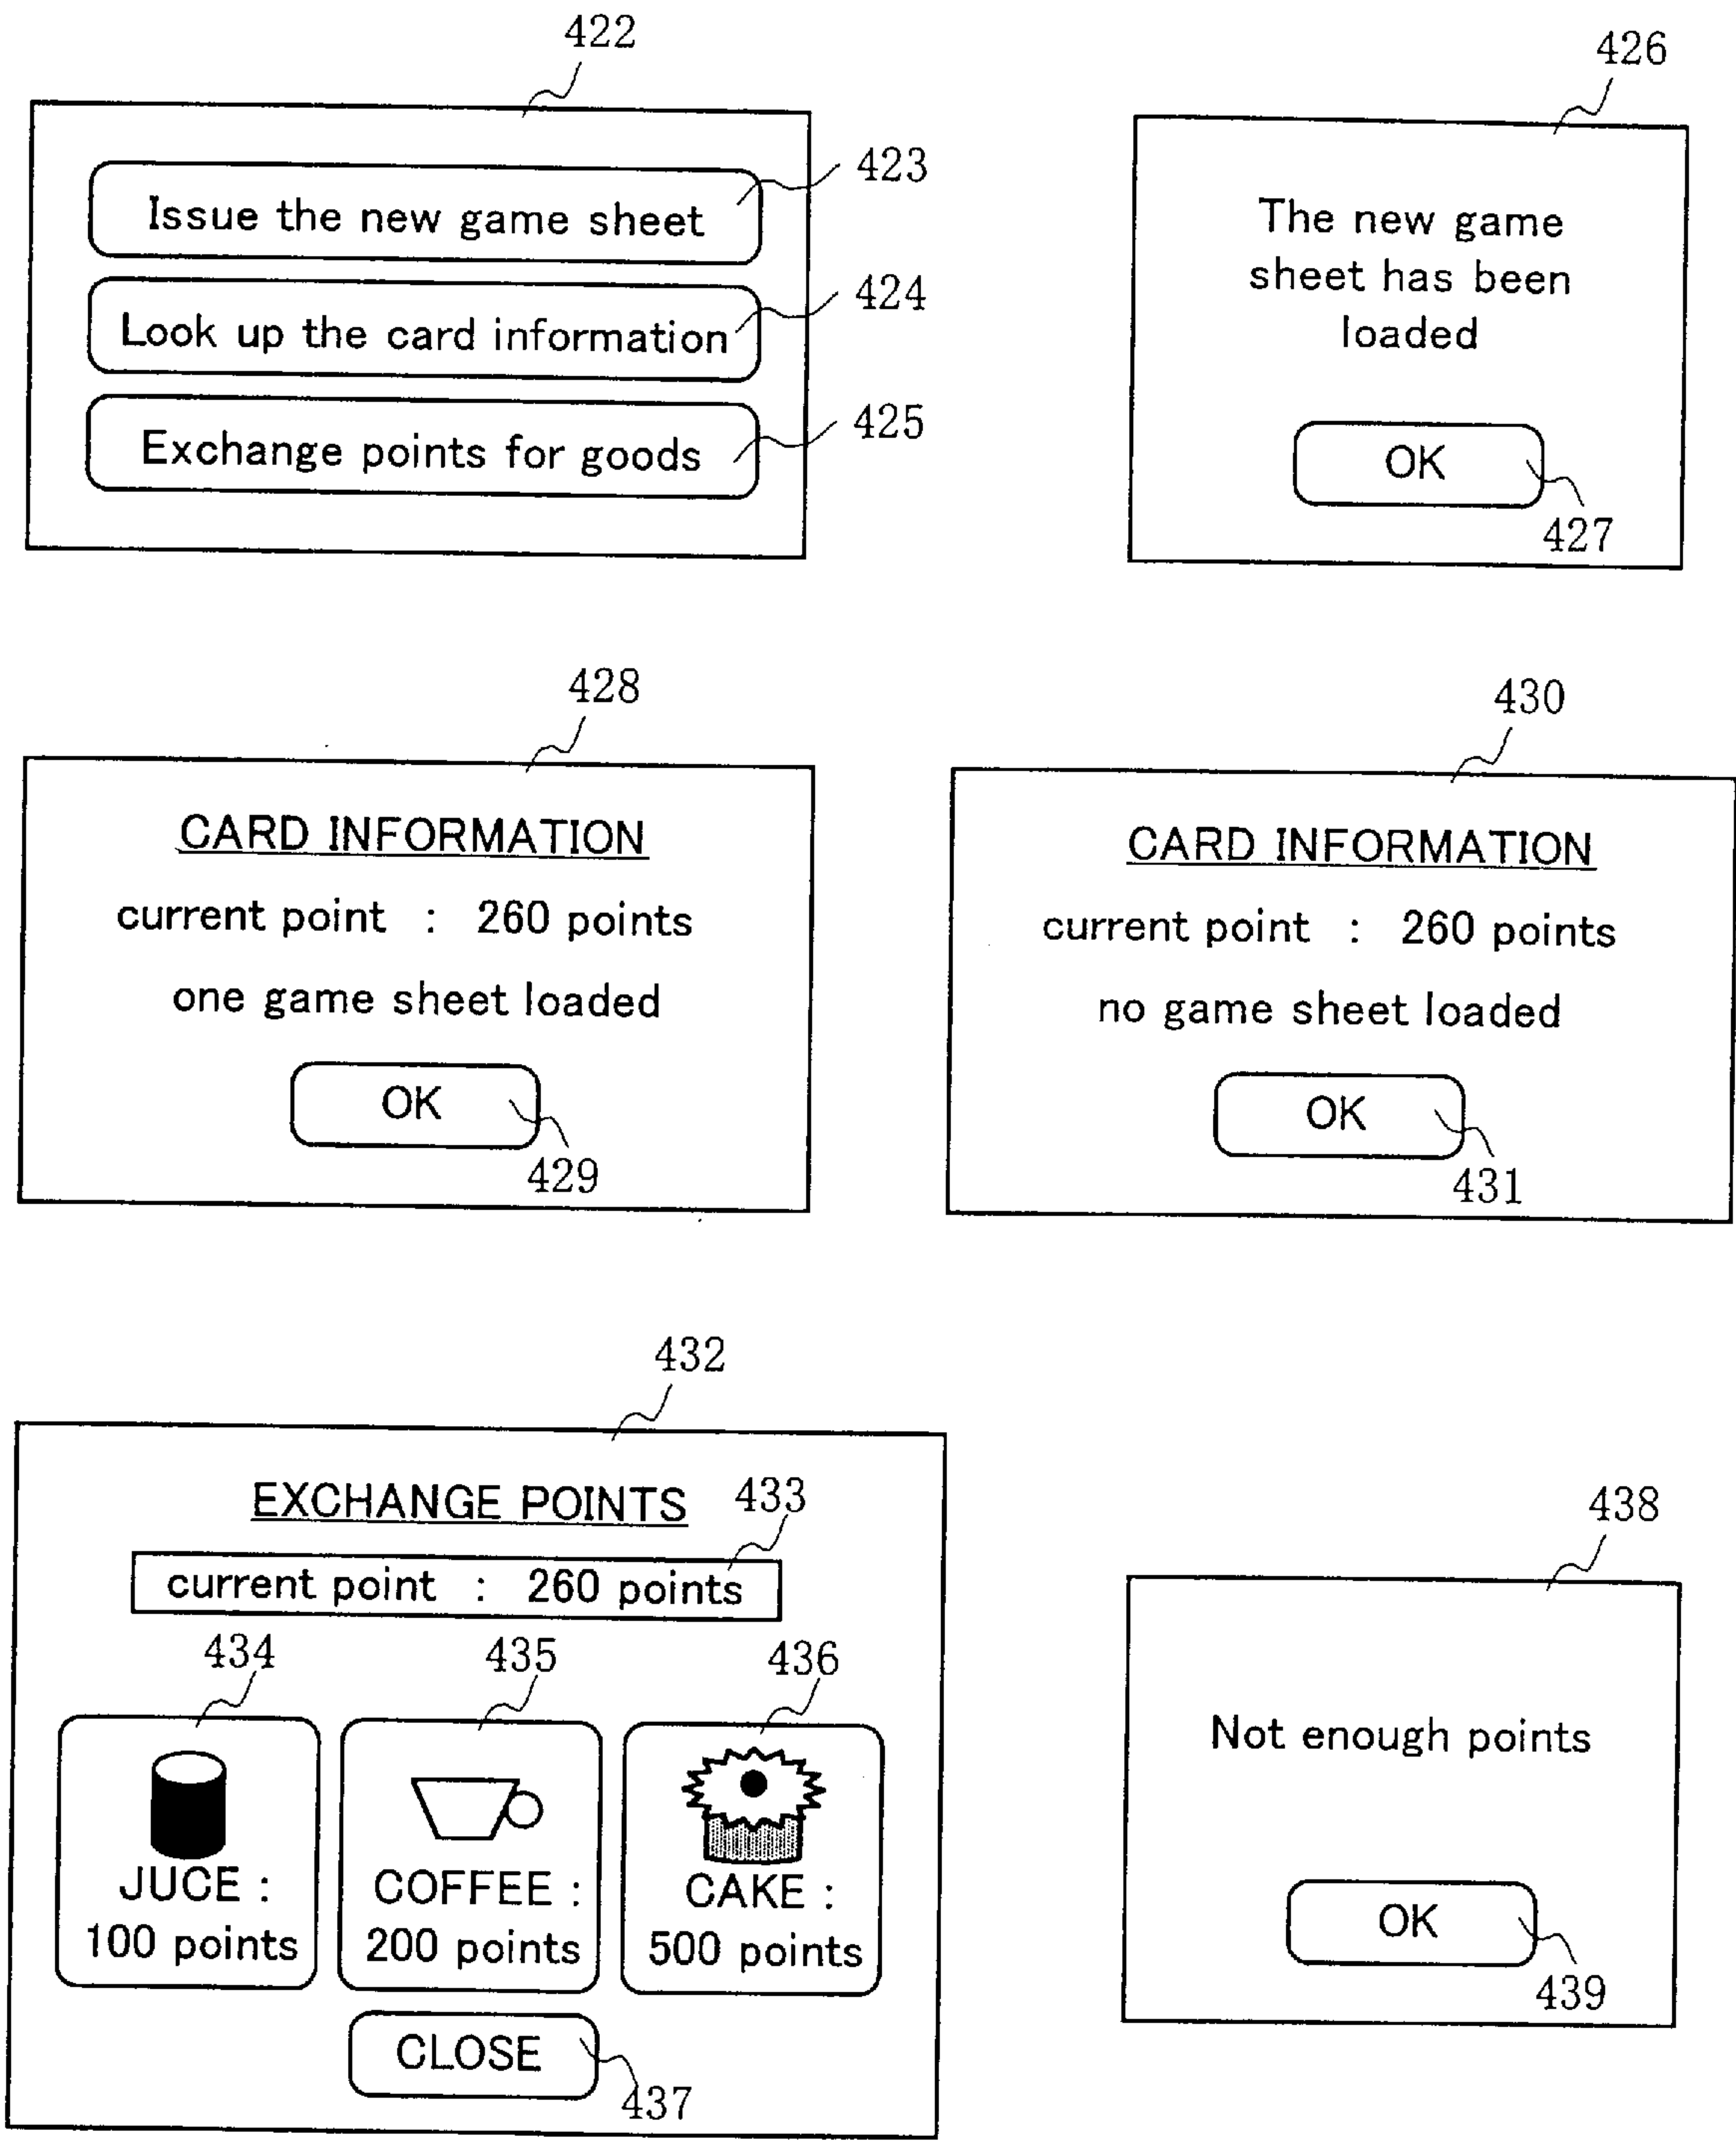 422
426
Issue the new game sheet
423
Look up the card information
424
Exchange points for goods
425
The new game
sheet has been
loaded
OK
427
428
CARD INFORMATION
current point : 260 points
one game sheet loaded
OK
429
430
CARD INFORMATION
current point : 260 points
no game sheet loaded
OK
431
432
EXCHANGE POINTS
433
current point : 260 points
434
435
436
JUCE :
100 points
COFFEE :
200 points
CAKE :
500 points
CLOSE
437
438
Not enough points
OK
439